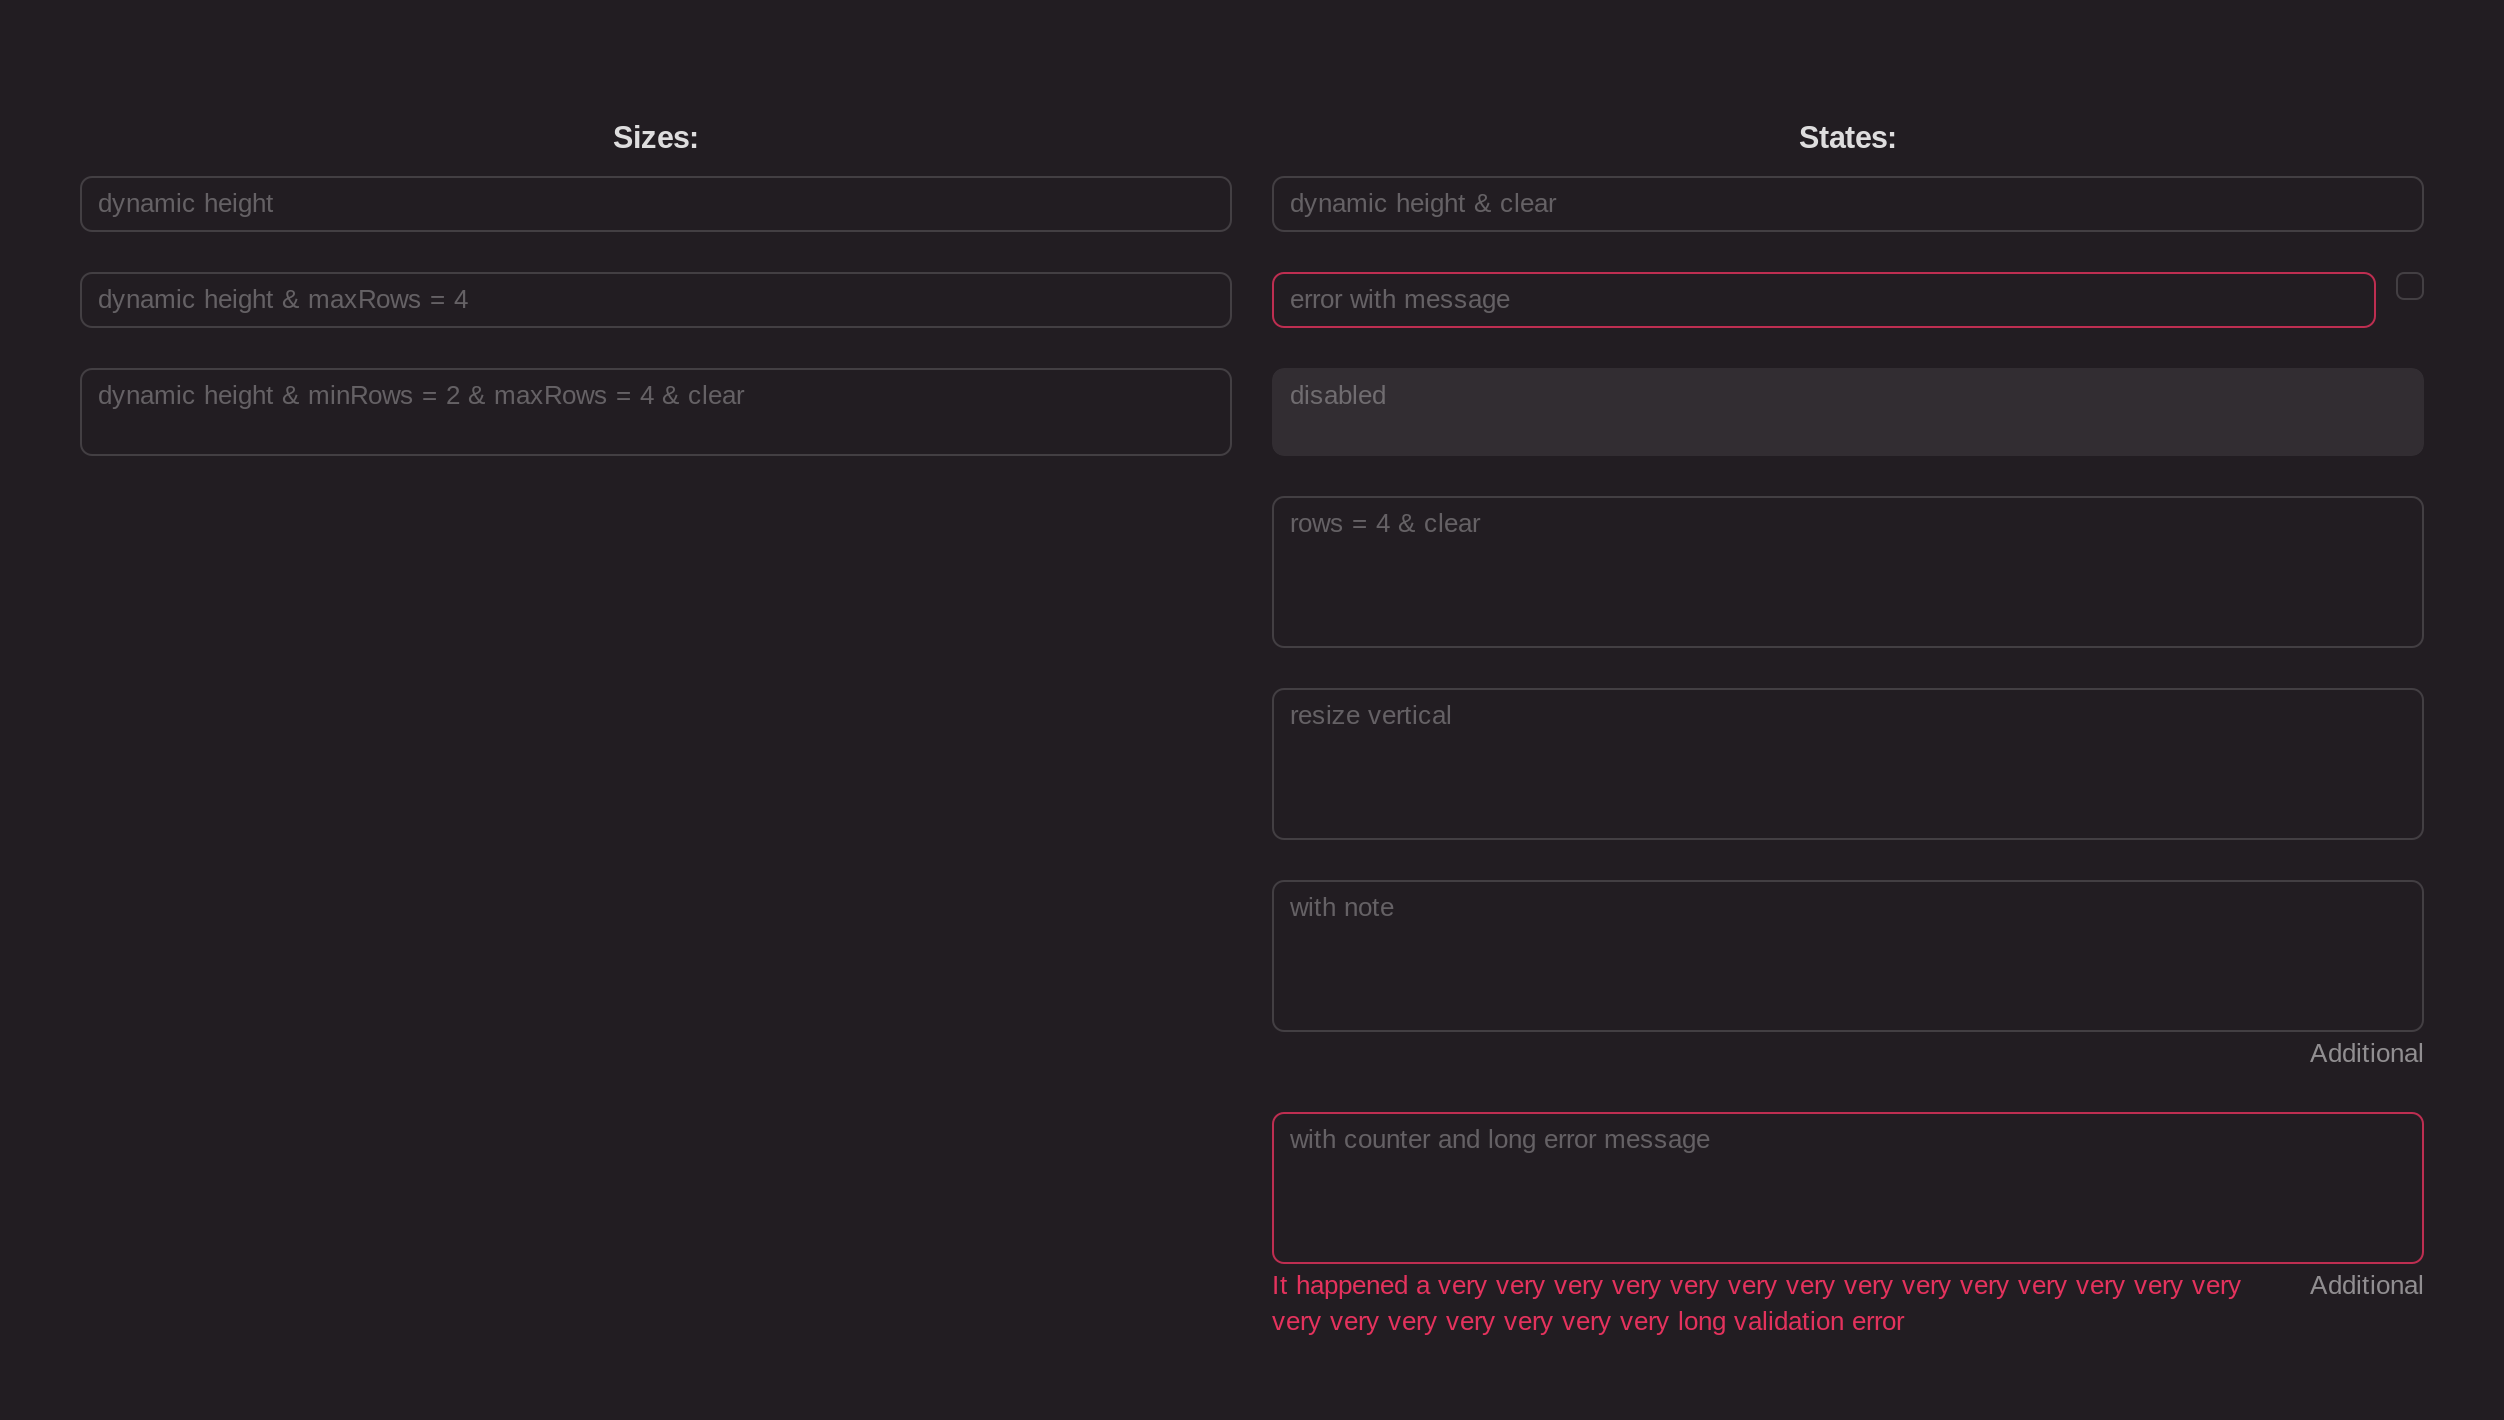 Sizes:
dynamic height
dynamic height & maxRows = 4
dynamic height & minRows = 2 & maxRows = 4 & clear
States:
dynamic height & clear
error with message
disabled
rows = 4 & clear
resize vertical
with note
Additional
with counter and long error message
It happened a very very very very very very very very very very very very very very
very very very very very very very long validation error
Additional